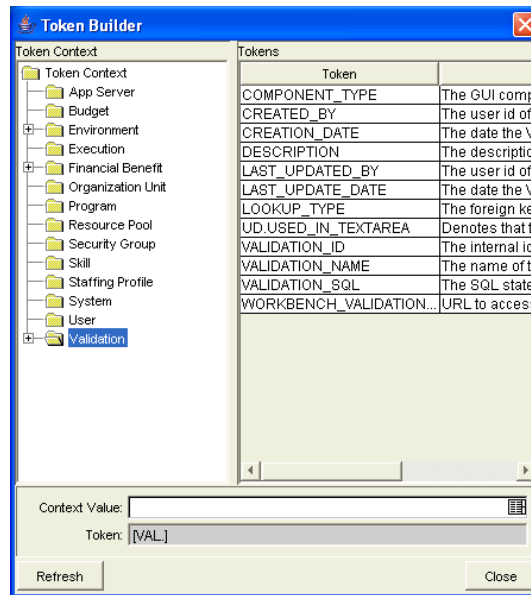 Token Builder
Token Context
Token Context
App Server
Budget
Environment
Execution
Financial Benefit
Organization Unit
Program
Resource Pool
Security Group
Skill
Staffing Profile
System
User
Validation
Tokens
Token
COMPONENT_TYPE The GUI comp
CREATED_BY The user id of
CREATION_DATE The date the V
DESCRIPTION The descriptio
LAST_UPDATED_BY The user id of
LAST_UPDATE_DATE The date the V
LOOKUP_TYPE The foreign ke
UD.USED_IN_TEXTAREA Denotes that t
VALIDATION_ID The internal id
VALIDATION_NAME The name of t
VALIDATION_SQL The SQL state
WORKBENCH_VALIDATION... URL to acces
Context Value:
Token: [VAL.]
Refresh Close